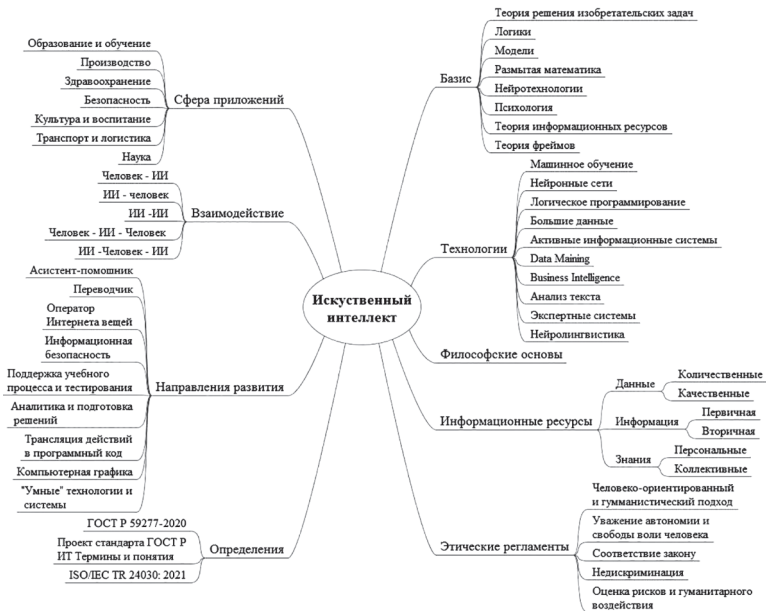 Искуственный
интеллект
Сфера приложений
Образование и обучение
Производство
Здравоохранение
Безопасность
Культура и воспитание
Транспорт и логистика
Наука
Взаимодействие
Человек - ИИ
ИИ - человек
ИИ -ИИ
Человек - ИИ - Человек
ИИ -Человек - ИИ
Направления развития
Асистент-помошник
Переводчик
Оператор
Интернета вещей
Информационная
безопасность
Поддержка учебного
процесса и тестирования
Аналитика и подготовка
решений
Трансляция действий
в программный код
Компьютерная графика
"Умные" технологии и
системы
Определения
ГОСТ Р 59277-2020
Проект стандарта ГОСТ Р
ИТ Термины и понятия
ISO/IEC TR 24030: 2021
Базис
Теория решения изобретательских задач
Логики
Модели
Размытая математика
Нейротехнологии
Психология
Теория информационных ресурсов
Теория фреймов
Технологии
Машинное обучение
Нейронные сети
Логическое программирование
Большие данные
Активные информационные системы
Data Maining
Business Intelligence
Анализ текста
Экспертные системы
Нейролингвистика
Философские основы
Информационные ресурсы
Данные
Количественные
Качественные
Информация
Первичная
Вторичная
Знания
Персональные
Коллективные
Этические регламенты
Человеко-ориентированный
и гумманистический подход
Уважение автономии и
свободы воли человека
Соответствие закону
Недискриминация
Оценка рисков и гуманитарного
воздействия